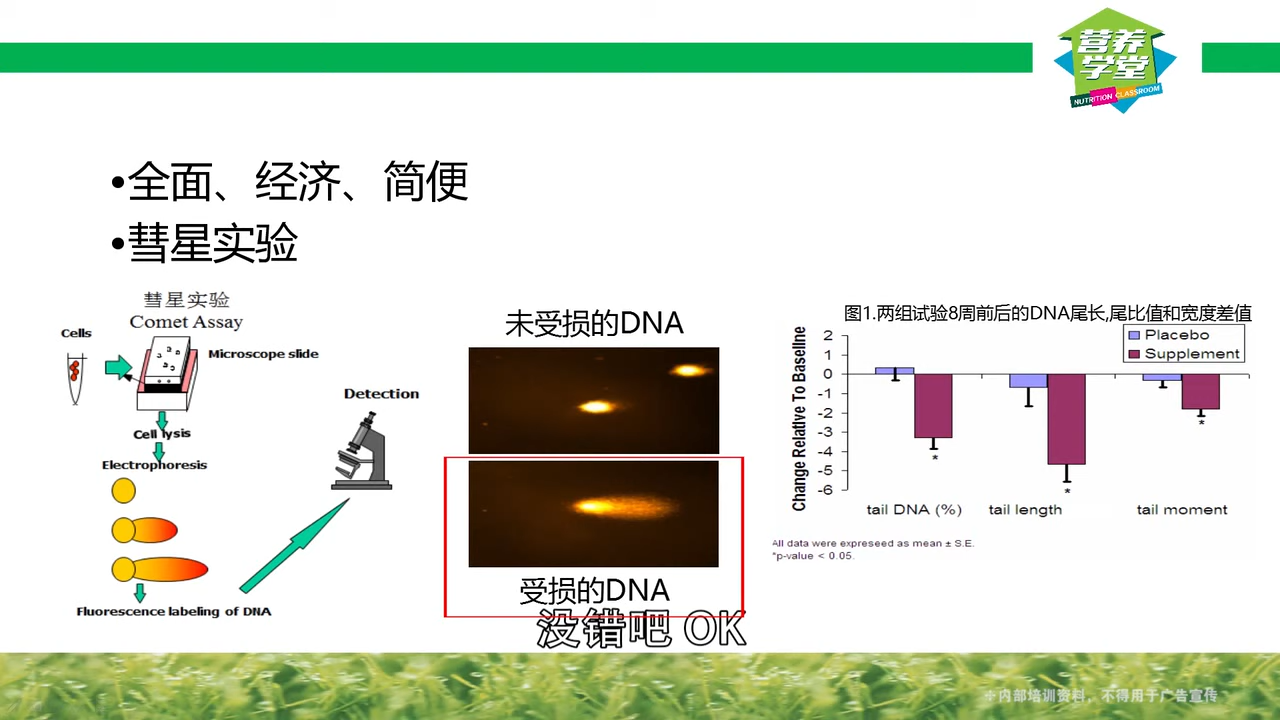 营养
学堂
NUTRITION CLASSROOM
•全面、经济、简便
•彗星实验
彗星实验
Comet Assay
Cells
Microscope slide
Cell lysis
Electrophoresis
Detection
Fluorescence labeling of DNA
未受损的DNA
受损的DNA
图1.两组试验8周前后的DNA尾长,尾比值和宽度差值
Placebo
Supplement
Change Relative To Baseline
2
1
0
-1
-2
-3
-4
-5
-6
*
*
*
tail DNA (%)
tail length
tail moment
All data were expreseed as mean ± S.E.
*p-value < 0.05.
没错吧 OK
※内部培训资料，不得用于广告宣传